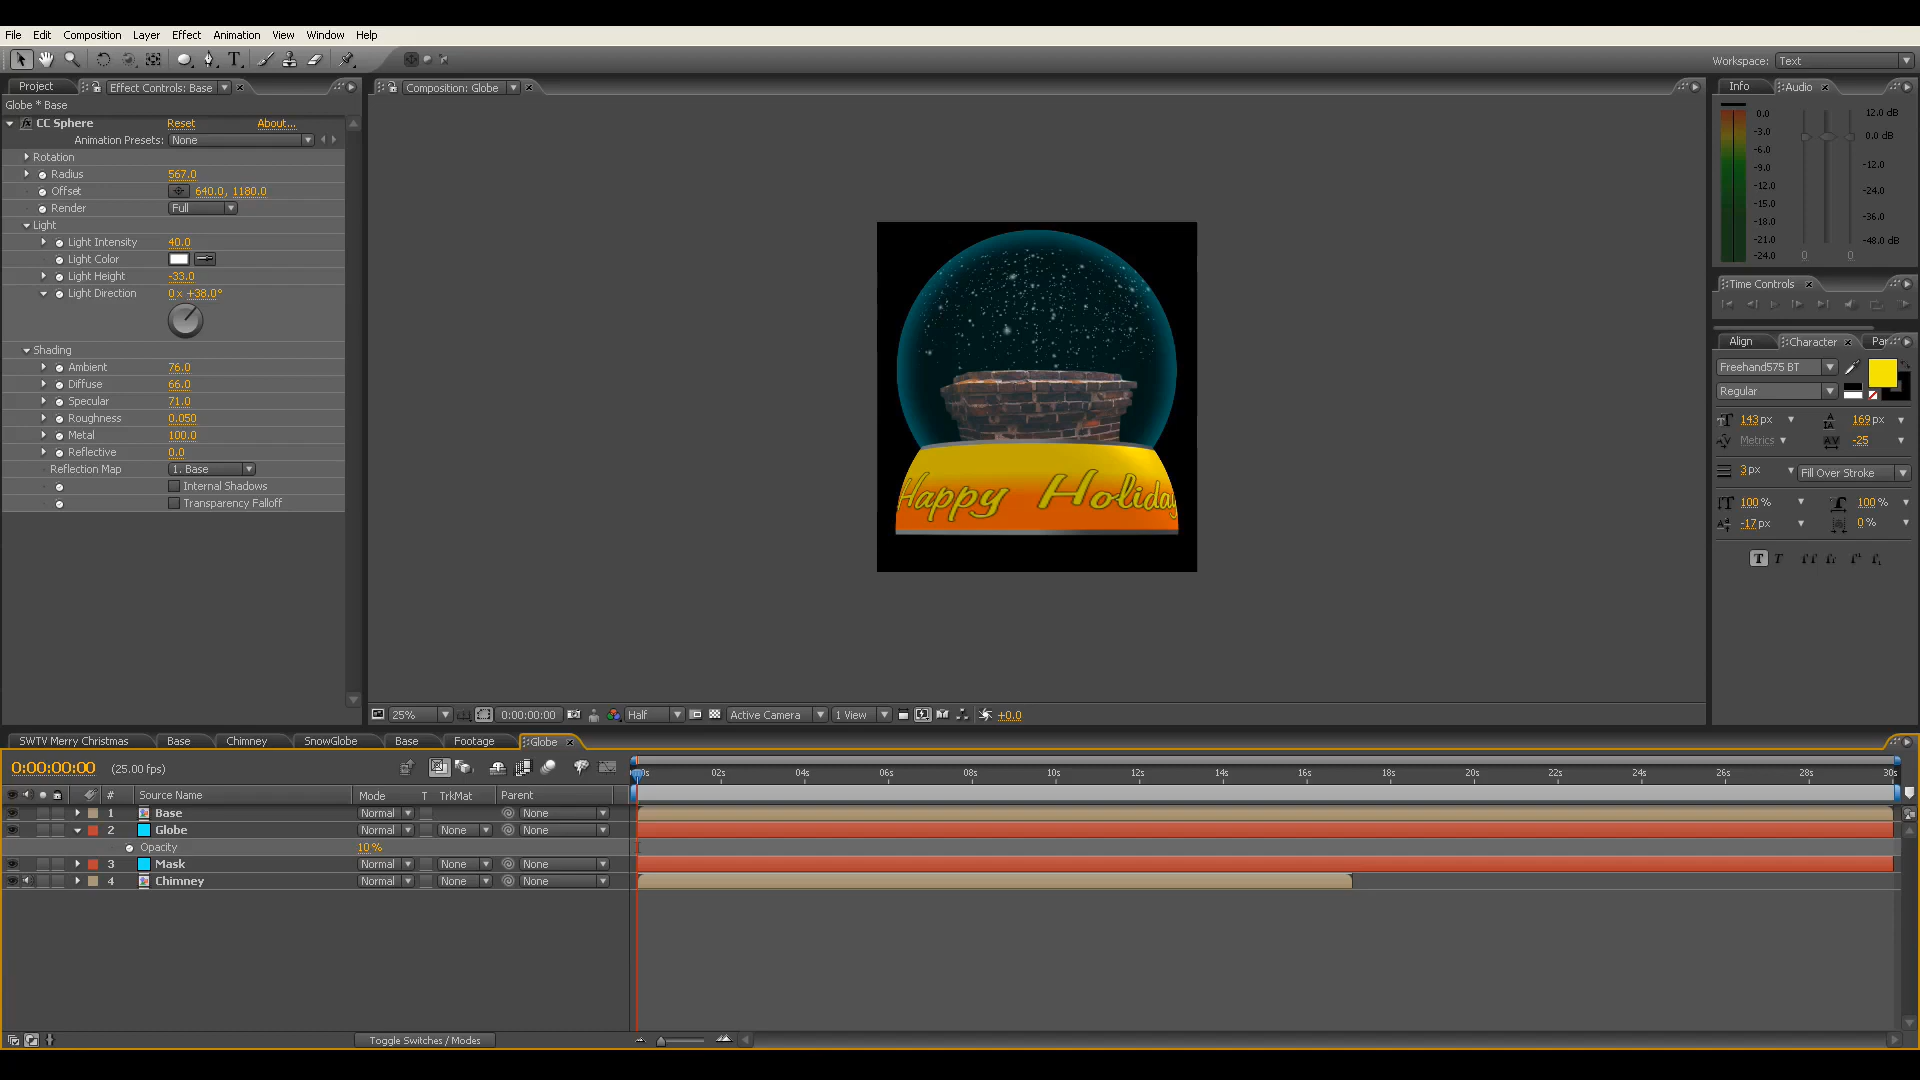 File Edit Composition Layer Effect Animation View Window Help
Workspace: Text
Project Effect Controls: Base
Composition: Globe
Info Audio
Globe * Base
CC Sphere Reset About...
Animation Presets: None
Rotation
Radius 567.0
Offset 640.0, 1180.0
Render Full
Light
Light Intensity 40.0
Light Color
Light Height -33.0
Light Direction 0 x +38.0°
Shading
Ambient 76.0
Diffuse 66.0
Specular 71.0
Roughness 0.050
Metal 100.0
Reflective 0.0
Reflection Map 1. Base
Internal Shadows
Transparency Falloff
Happy Holiday
0.0 12.0 dB
-3.0 0.0 dB
-6.0
-9.0 -12.0
-12.0 -24.0
-15.0
-18.0 -36.0
-21.0 -48.0 dB
-24.0 0 0
Time Controls
Align Character
Freehand575 BT
Regular
143 px 169 px
Metrics -25
3 px Fill Over Stroke
100 % 100 %
-17 px 0 %
T T TT Tr T' T,
25% 0:00:00:00 Half Active Camera 1 View +0.0
SWTV Merry Christmas Base Chimney SnowGlobe Base Footage Globe
0:00:00:00 (25.00 fps)
02s 04s 06s 08s 10s 12s 14s 16s 18s 20s 22s 24s 26s 28s 30s
# Source Name Mode T TrkMat Parent
1 Base Normal None
2 Globe Normal None None
Opacity 10 %
3 Mask Normal None None
4 Chimney Normal None None
Toggle Switches / Modes